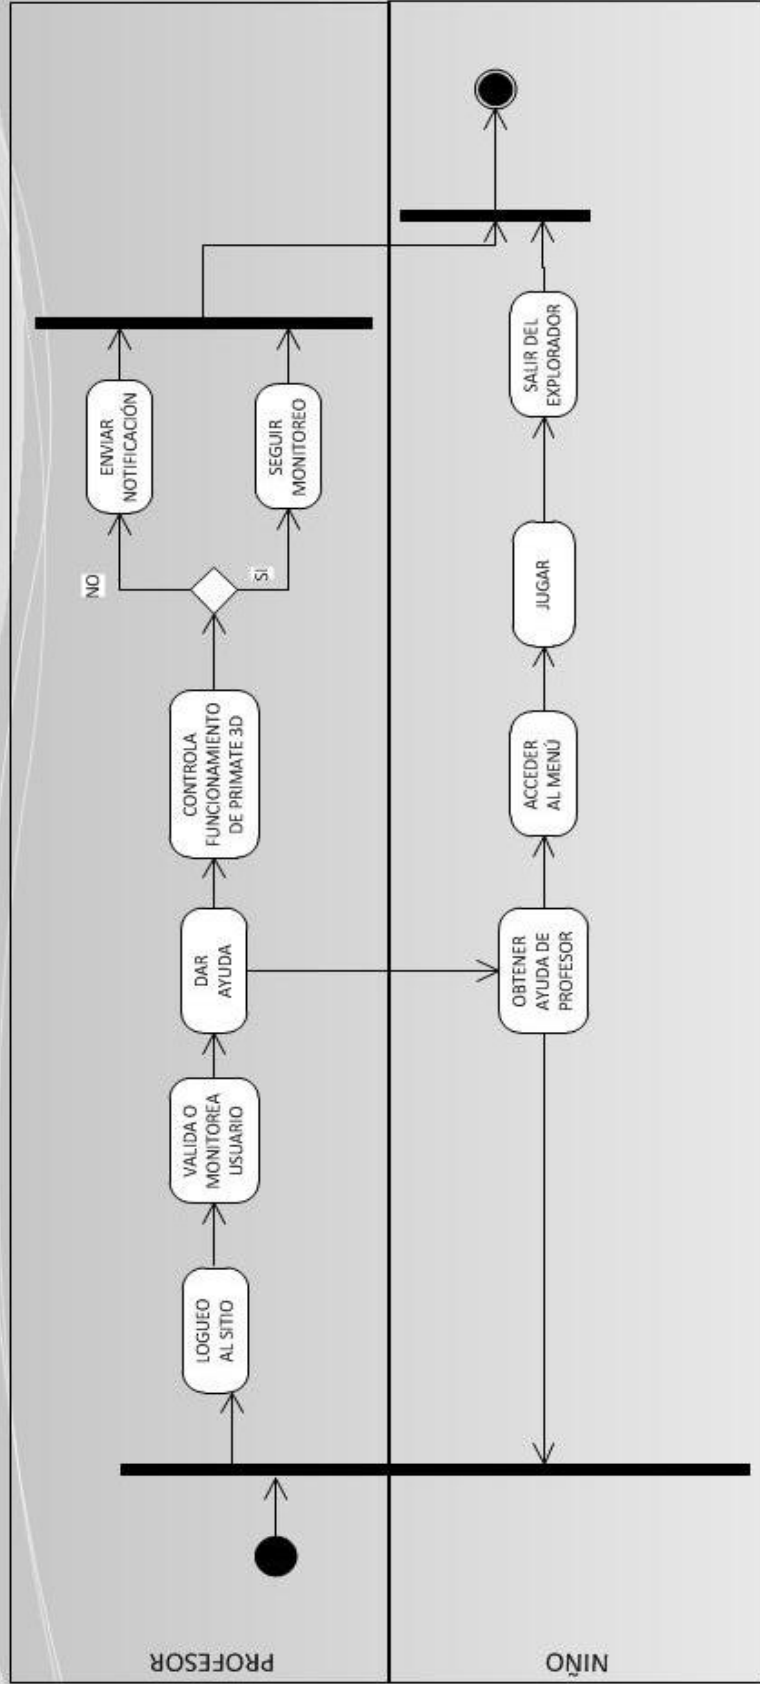 PROFESOR
LOGUEO
AL SITIO
VALIDA O
MONITOREA
USUARIO
DAR
AYUDA
CONTROLA
FUNCIONAMIENTO
DE PRIMATE 3D
NO
SI
ENVIAR
NOTIFICACIÓN
SEGUIR
MONITOREO
NIÑO
OBTENER
AYUDA DE
PROFESOR
ACCEDER
AL MENÚ
JUGAR
SALIR DEL
EXPLORADOR